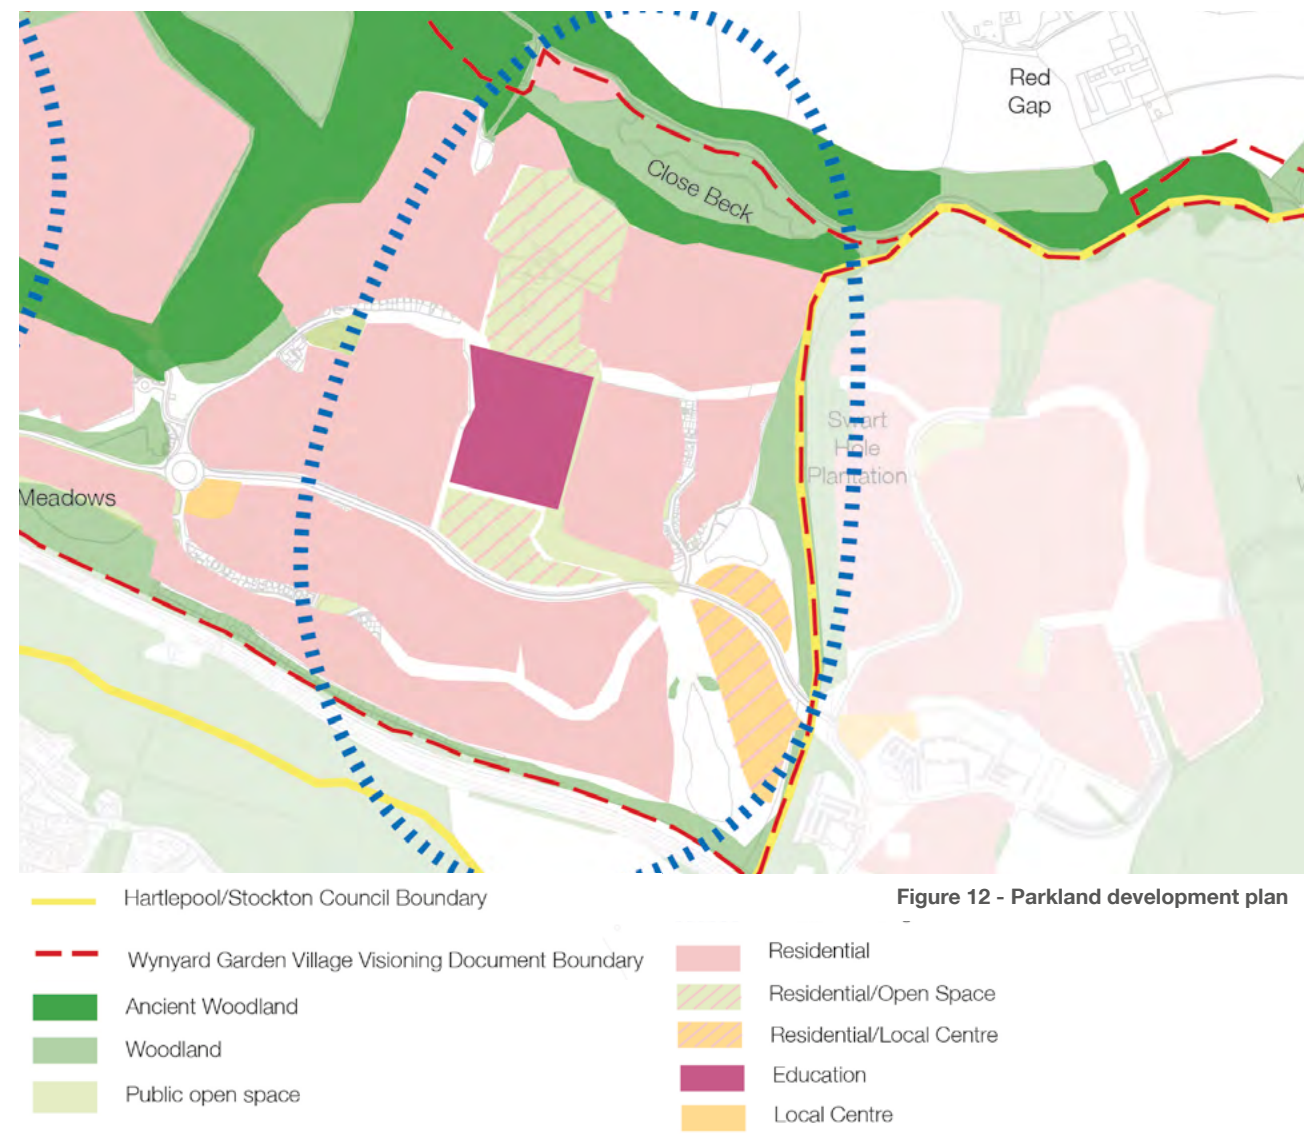 Red
Gap
Close Beck
Swart
Hole
Plantation
Meadows
Figure 12 - Parkland development plan
Hartlepool/Stockton Council Boundary
Wynyard Garden Village Visioning Document Boundary
Ancient Woodland
Woodland
Public open space
Residential
Residential/Open Space
Residential/Local Centre
Education
Local Centre